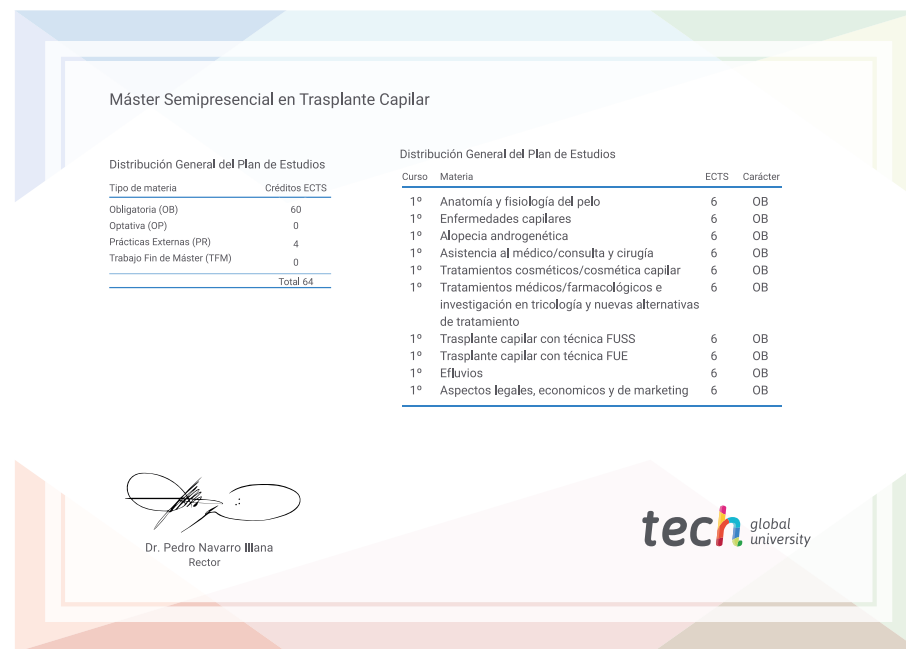 Máster Semipresencial en Trasplante Capilar
Distribución General del Plan de Estudios
Tipo de materia Créditos ECTS
Obligatoria (OB) 60
Optativa (OP) 0
Prácticas Externas (PR) 4
Trabajo Fin de Máster (TFM) 0
Total 64
Distribución General del Plan de Estudios
Curso Materia ECTS Carácter
1º Anatomía y fisiología del pelo 6 OB
1º Enfermedades capilares 6 OB
1º Alopecia androgenética 6 OB
1º Asistencia al médico/consulta y cirugía 6 OB
1º Tratamientos cosméticos/cosmética capilar 6 OB
1º Tratamientos médicos/farmacológicos e 6 OB
investigación en tricología y nuevas alternativas
de tratamiento
1º Trasplante capilar con técnica FUSS 6 OB
1º Trasplante capilar con técnica FUE 6 OB
1º Efluvios 6 OB
1º Aspectos legales, economicos y de marketing 6 OB
Dr. Pedro Navarro Illana
Rector
tech global
university